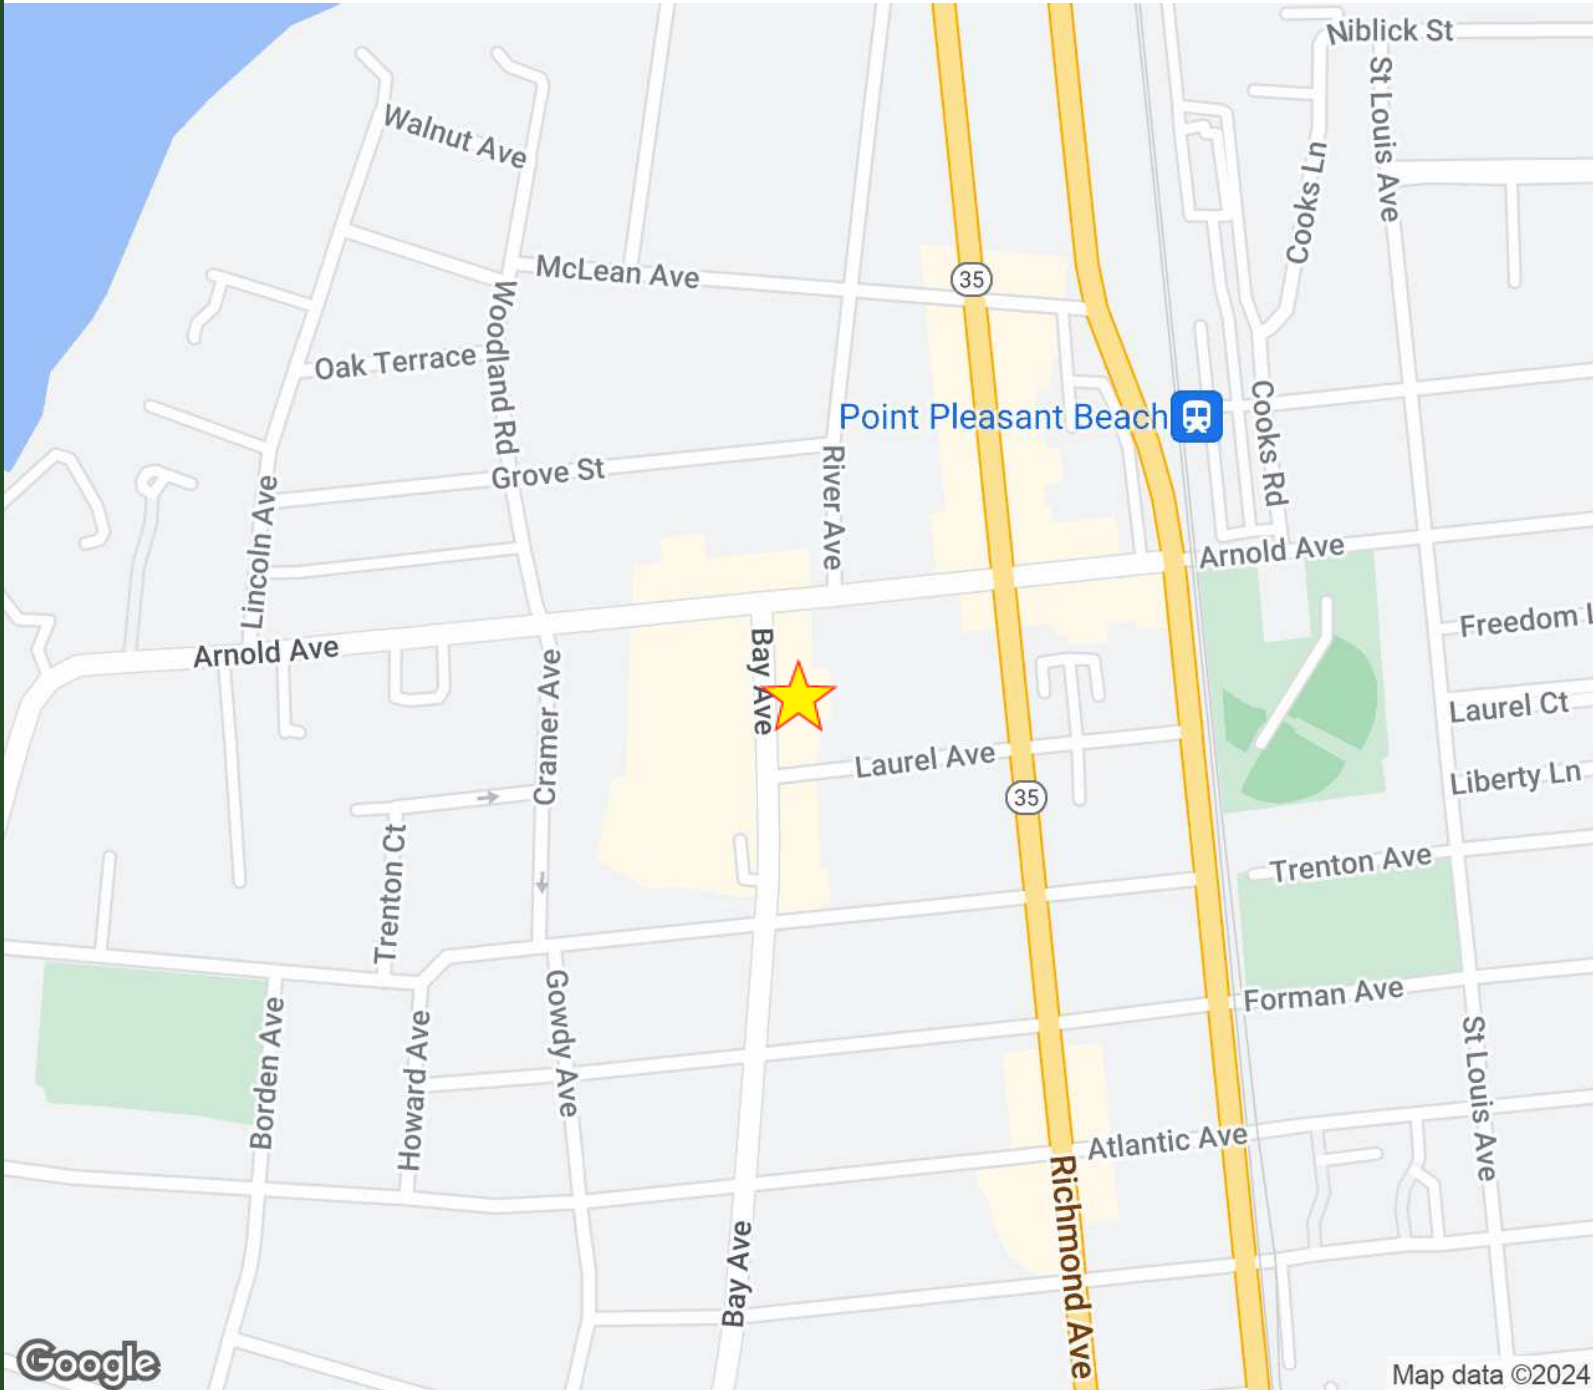 Niblick St
St Louis Ave
Walnut Ave
Cooks Ln
McLean Ave
35
Woodland Rd
Oak Terrace
Point Pleasant Beach
Cooks Rd
Grove St
River Ave
Lincoln Ave
Arnold Ave
Freedom L
Arnold Ave
Bay Ave
Cramer Ave
Laurel Ct
Laurel Ave
Liberty Ln
35
Trenton Ct
Trenton Ave
Forman Ave
Borden Ave
Howard Ave
Gowdy Ave
St Louis Ave
Atlantic Ave
Richmond Ave
Bay Ave
Google
Map data ©2024